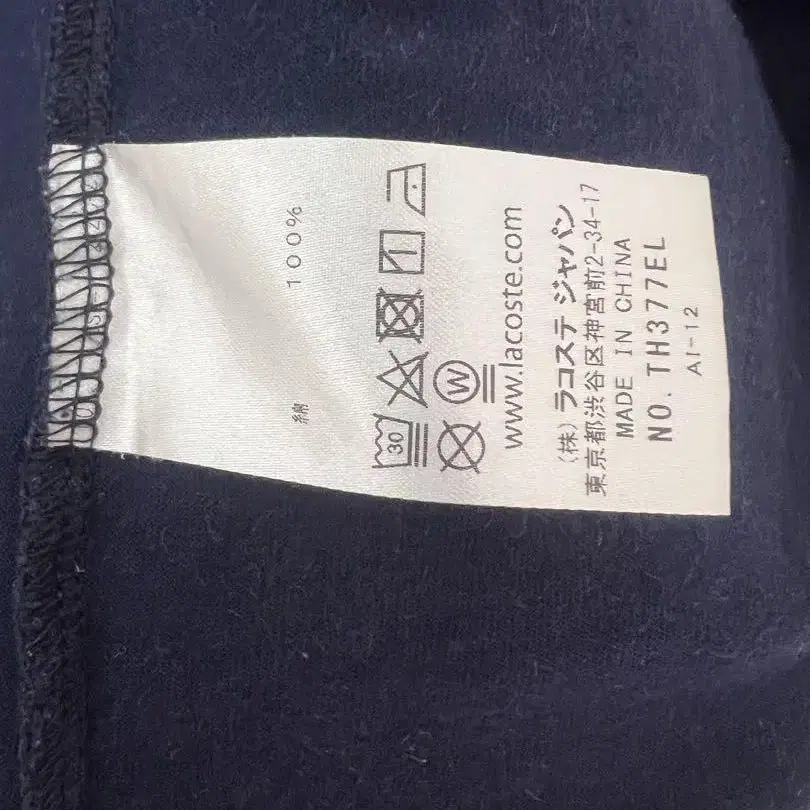 綿 100%
30
W
www.lacoste.com
(株) ラコステ ジャパン
東京都渋谷区神宮前2-34-17
MADE IN CHINA
NO. TH377EL
AI-12